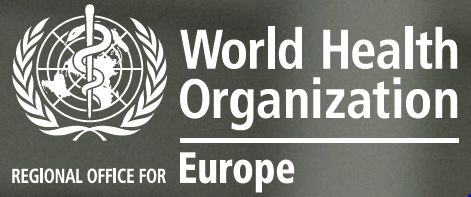 World Health
Organization
REGIONAL OFFICE FOR Europe